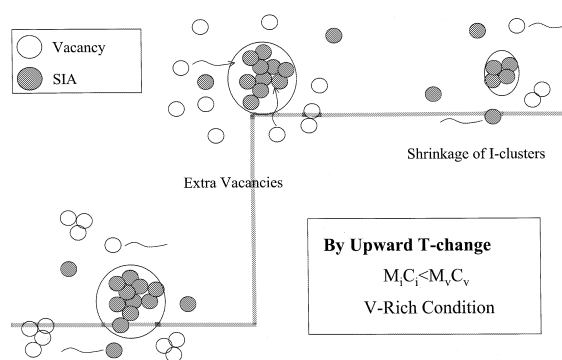 Vacancy
SIA
Shrinkage of I-clusters
Extra Vacancies
By Upward T-change
MᵢCᵢ<MᵥCᵥ
V-Rich Condition